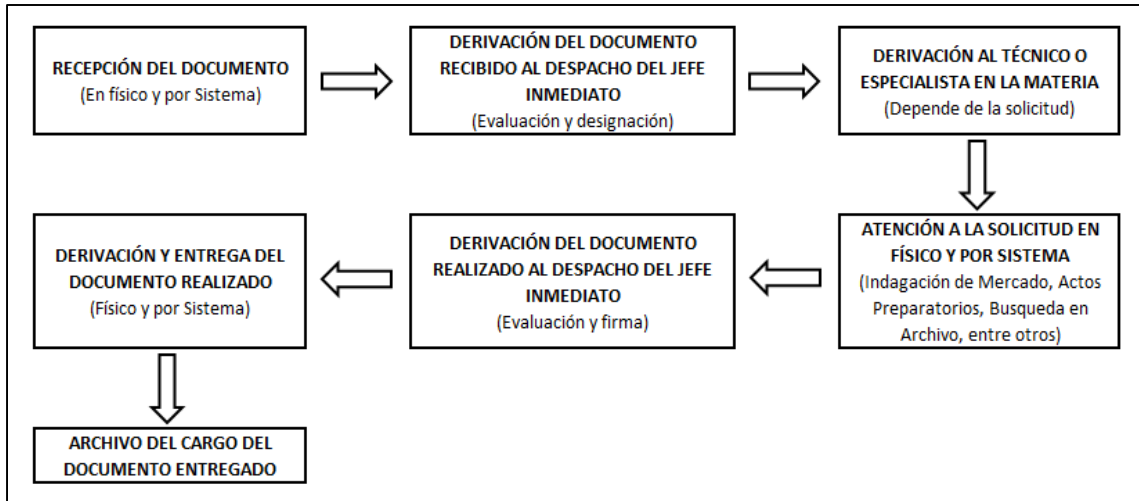 RECEPCIÓN DEL DOCUMENTO
(En físico y por Sistema)
DERIVACIÓN DEL DOCUMENTO
RECIBIDO AL DESPACHO DEL JEFE
INMEDIATO
(Evaluación y designación)
DERIVACIÓN AL TÉCNICO O
ESPECIALISTA EN LA MATERIA
(Depende de la solicitud)
ATENCIÓN A LA SOLICITUD EN
FÍSICO Y POR SISTEMA
(Indagación de Mercado, Actos
Preparatorios, Busqueda en
Archivo, entre otros)
DERIVACIÓN DEL DOCUMENTO
REALIZADO AL DESPACHO DEL JEFE
INMEDIATO
(Evaluación y firma)
DERIVACIÓN Y ENTREGA DEL
DOCUMENTO REALIZADO
(Físico y por Sistema)
ARCHIVO DEL CARGO DEL
DOCUMENTO ENTREGADO